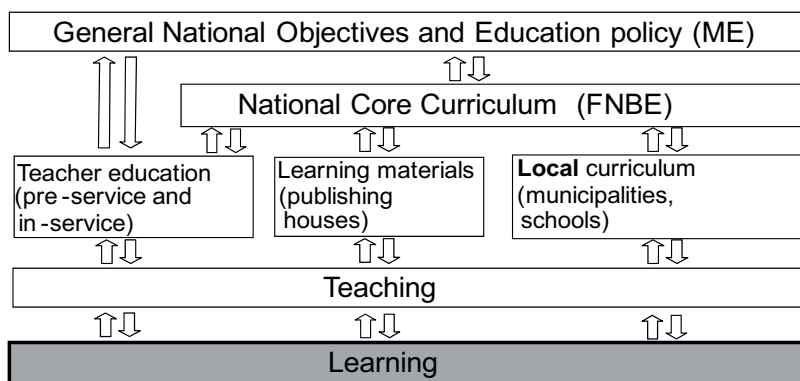 General National Objectives and Education policy (ME)
National Core Curriculum (FNBE)
Teacher education
(pre-service and
in-service)
Learning materials
(publishing
houses)
Local curriculum
(municipalities,
schools)
Teaching
Learning